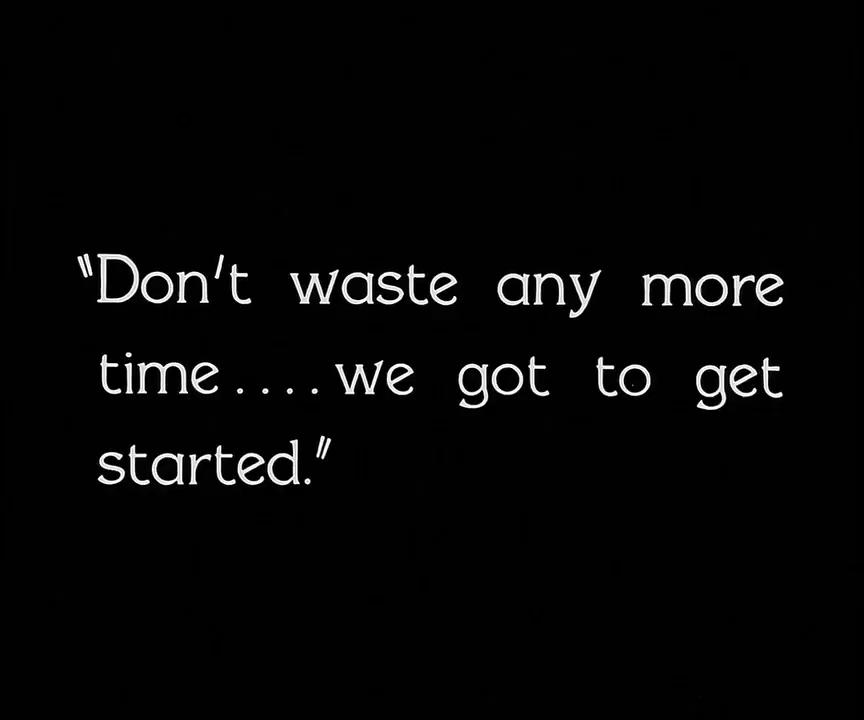 "Don't waste any more
time....we got to get
started."